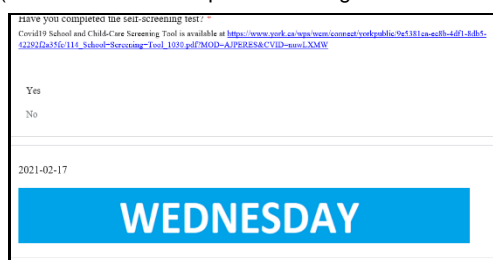 Have you completed the self-screening test? *
Covid19 School and Child-Care Screening Tool is available at https://www.york.ca/wps/wcm/connect/yorkpublic/9e5381ca-ec8b-4df1-8db5-
42292f2a35fc/114_School+Screening+Tool_1030.pdf?MOD=AJPERES&CVID=nuwLXMW
Yes
No
2021-02-17
WEDNESDAY